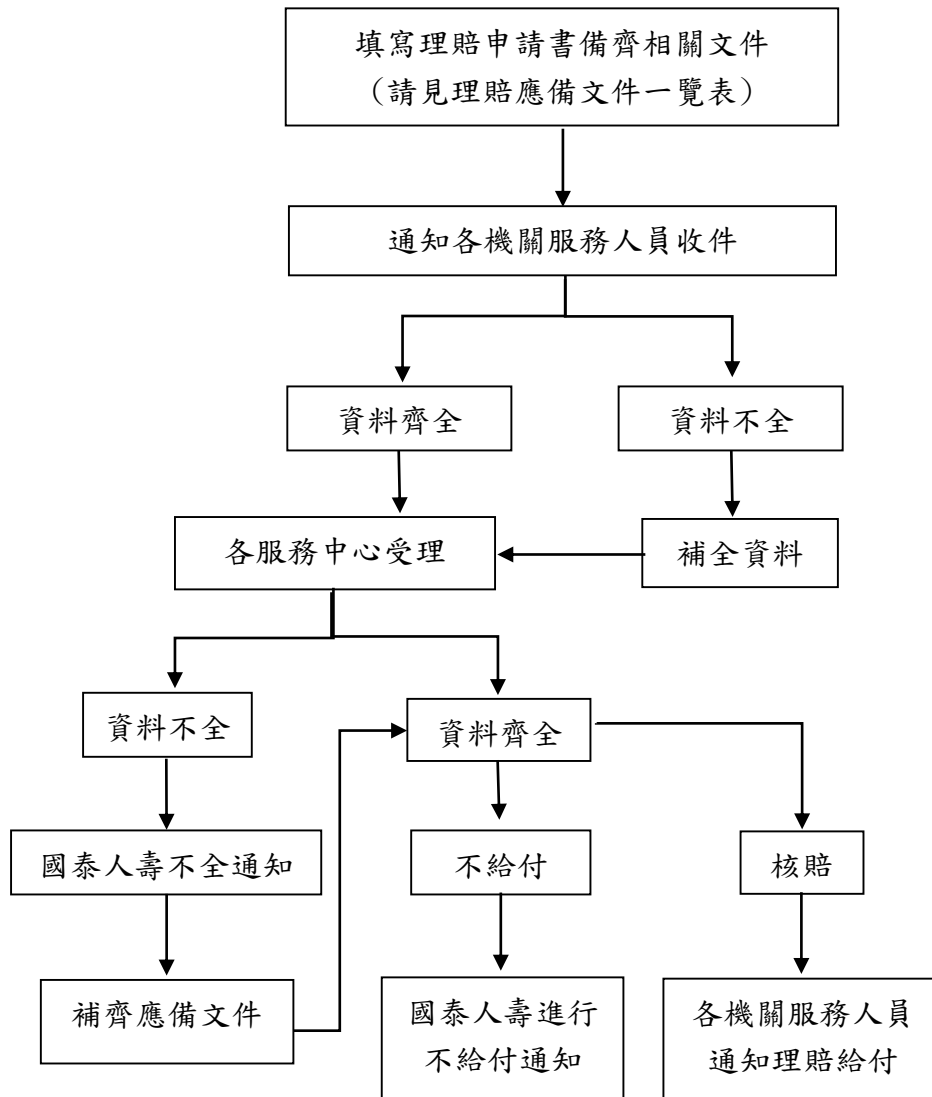 填寫理賠申請書備齊相關文件
（請見理賠應備文件一覽表）
通知各機關服務人員收件
資料齊全
資料不全
各服務中心受理
補全資料
資料不全
資料齊全
國泰人壽不全通知
不給付
核賠
補齊應備文件
國泰人壽進行
不給付通知
各機關服務人員
通知理賠給付